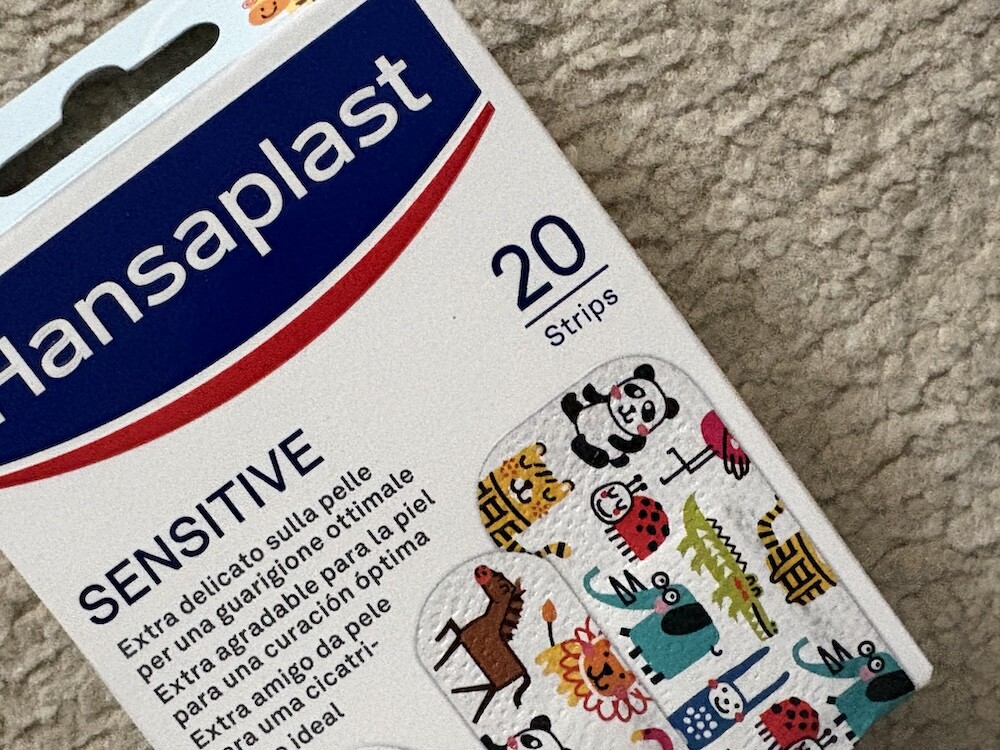 Hansaplast
20
Strips
SENSITIVE
Extra delicato sulla pelle
per una guarigione ottimale
Extra agradable para la piel
para una curación óptima
Extra amigo da pele
ra uma cicatri-
ideal